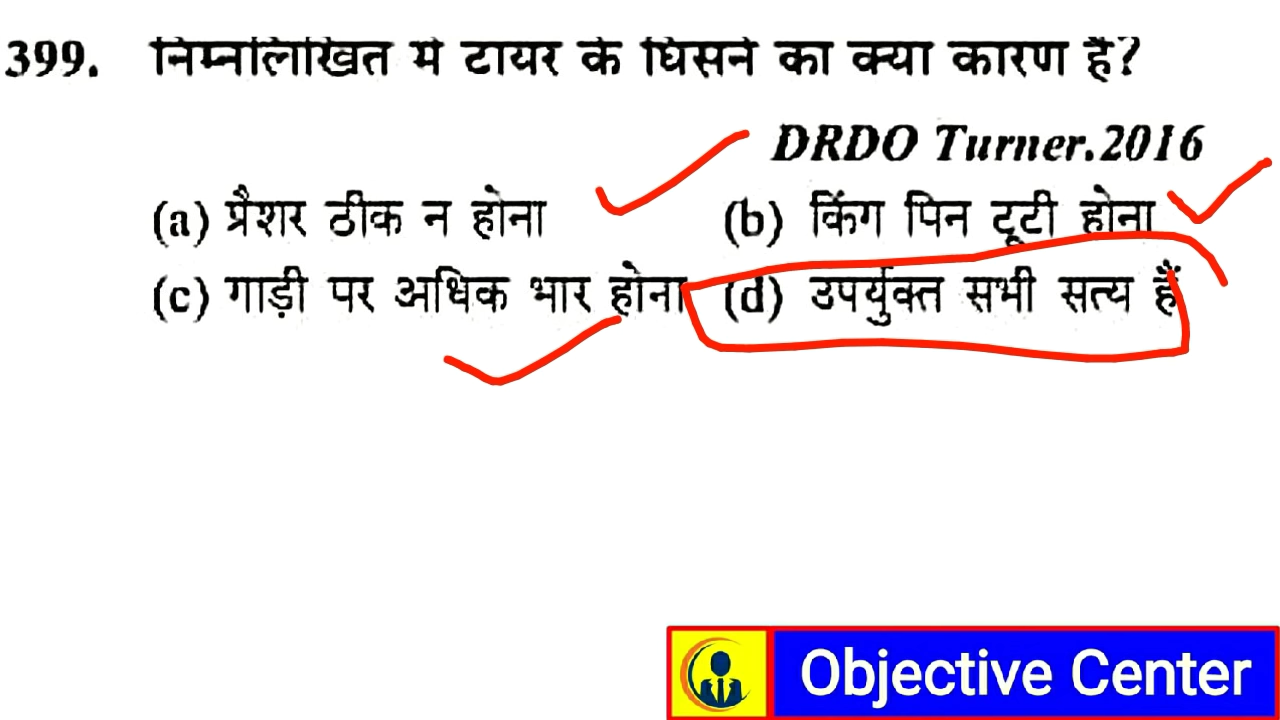 399. निम्नलिखित में टायर के घिसने का क्या कारण है?
DRDO Turner.2016
(a) प्रैशर ठीक न होना (b) किंग पिन टूटी होना
(c) गाड़ी पर अधिक भार होना (d) उपर्युक्त सभी सत्य हैं
Objective Center